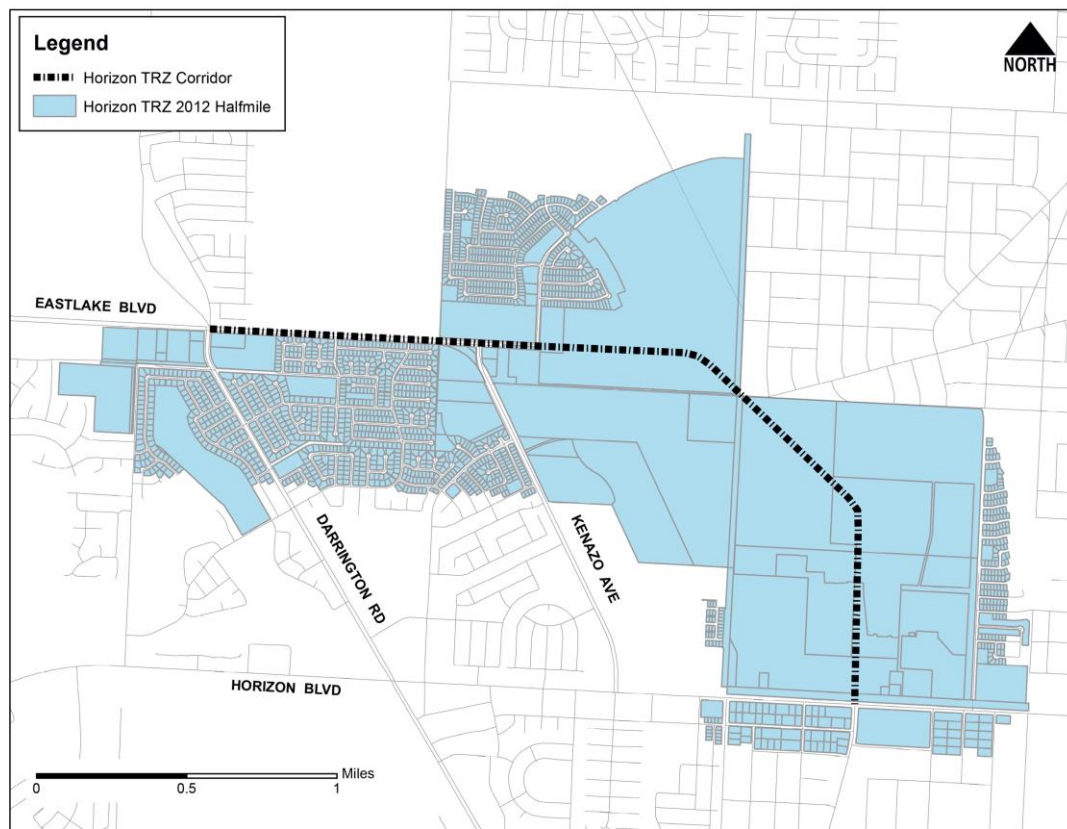 Legend
Horizon TRZ Corridor
Horizon TRZ 2012 Halfmile
NORTH
EASTLAKE BLVD
DARRINGTON RD
KENAZO AVE
HORIZON BLVD
Miles
0 0.5 1